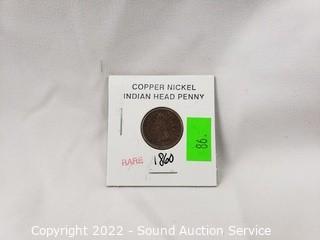 COPPER NICKEL
INDIAN HEAD PENNY
RARE 1860
98.
Copyright 2022 - Sound Auction Service